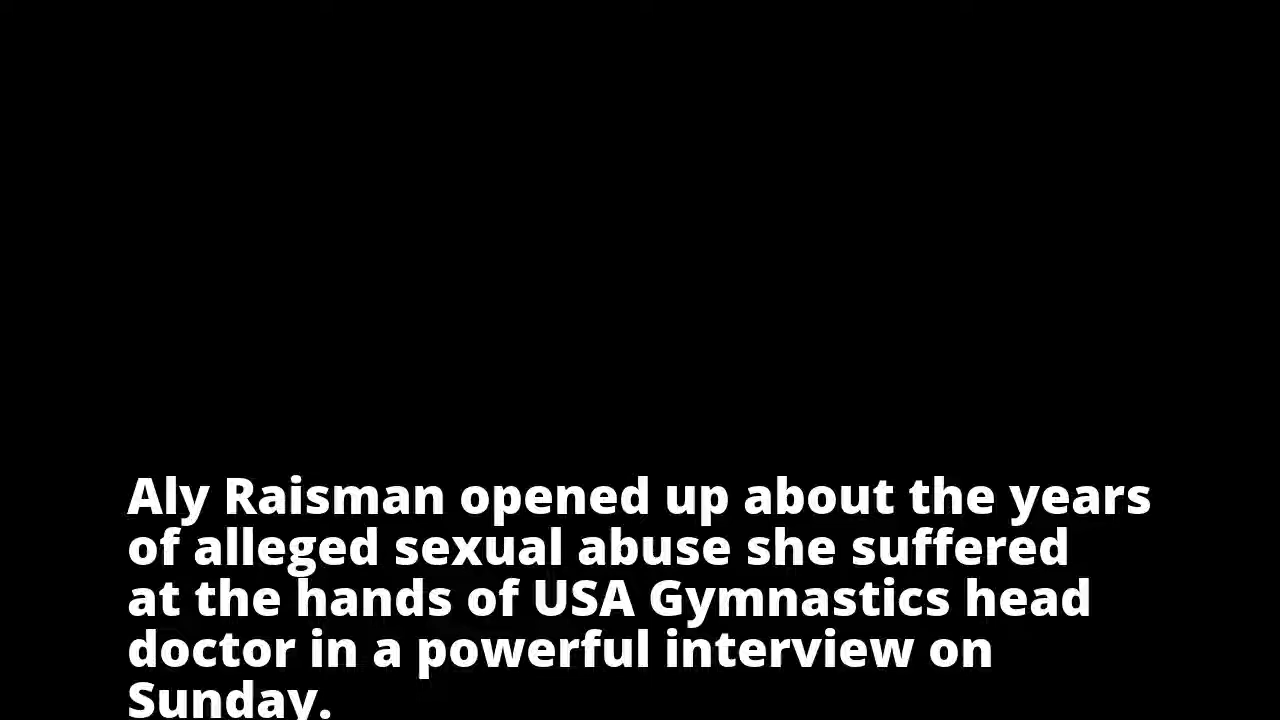 Aly Raisman opened up about the years
of alleged sexual abuse she suffered
at the hands of USA Gymnastics head
doctor in a powerful interview on
Sunday.